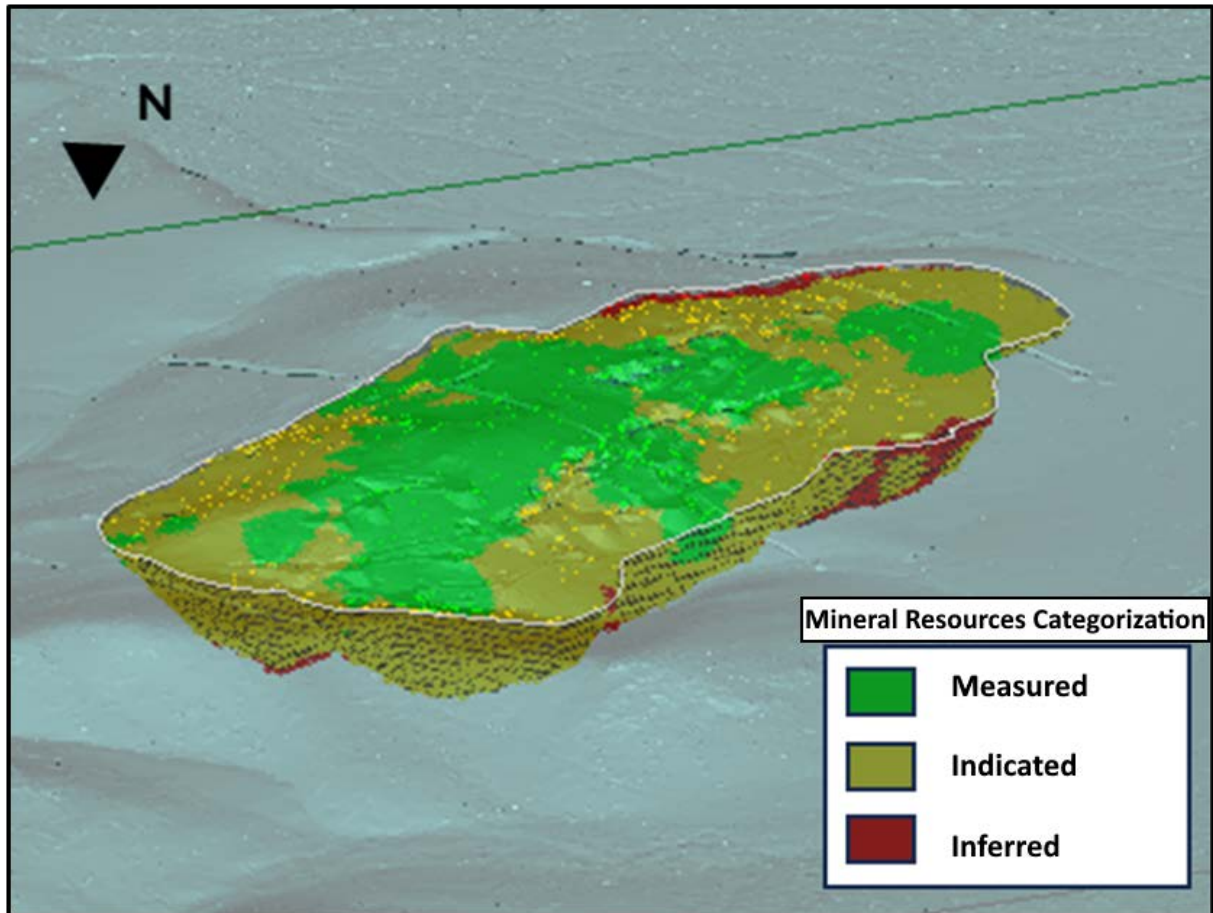 N
Mineral Resources Categorization
Measured
Indicated
Inferred